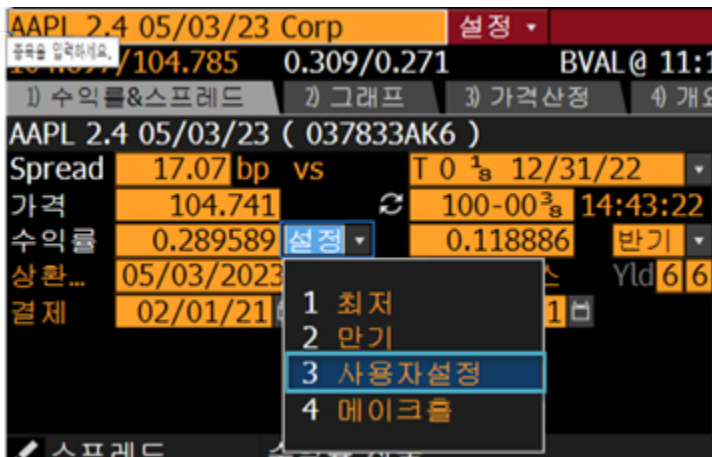 AAPL 2.4 05/03/23 Corp 설정
종목을 입력하세요.
/104.785 0.309/0.271 BVAL@ 11:1
1) 수익률&스프레드 2) 그래프 3) 가격산정 4) 개요
AAPL 2.4 05/03/23 ( 037833AK6 )
Spread 17.07 bp vs T 0 ⅛ 12/31/22
가격 104.741 100-00⅜ 14:43:22
수익률 0.289589 설정 0.118886 반기
상환... 05/03/2023 스 Yld 6 6
결제 02/01/21 1
1 최저
2 만기
3 사용자설정
4 메이크홀
스프레드